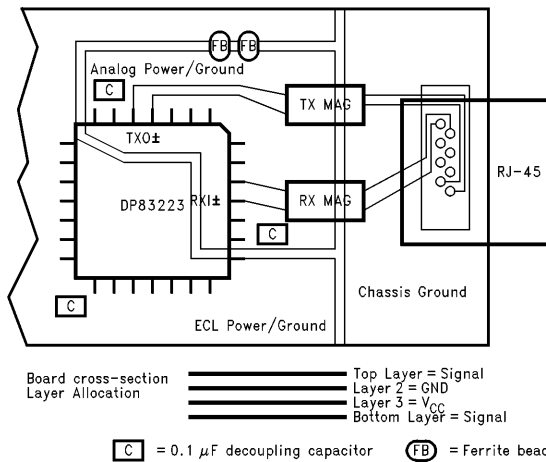 FB FB
Analog Power/Ground
C
TX MAG
TXO±
RJ-45
DP83223
RXI±
RX MAG
C
Chassis Ground
C
ECL Power/Ground
Board cross-section
Layer Allocation
Top Layer = Signal
Layer 2 = GND
Layer 3 = VCC
Bottom Layer = Signal
C = 0.1 μF decoupling capacitor
FB = Ferrite bead